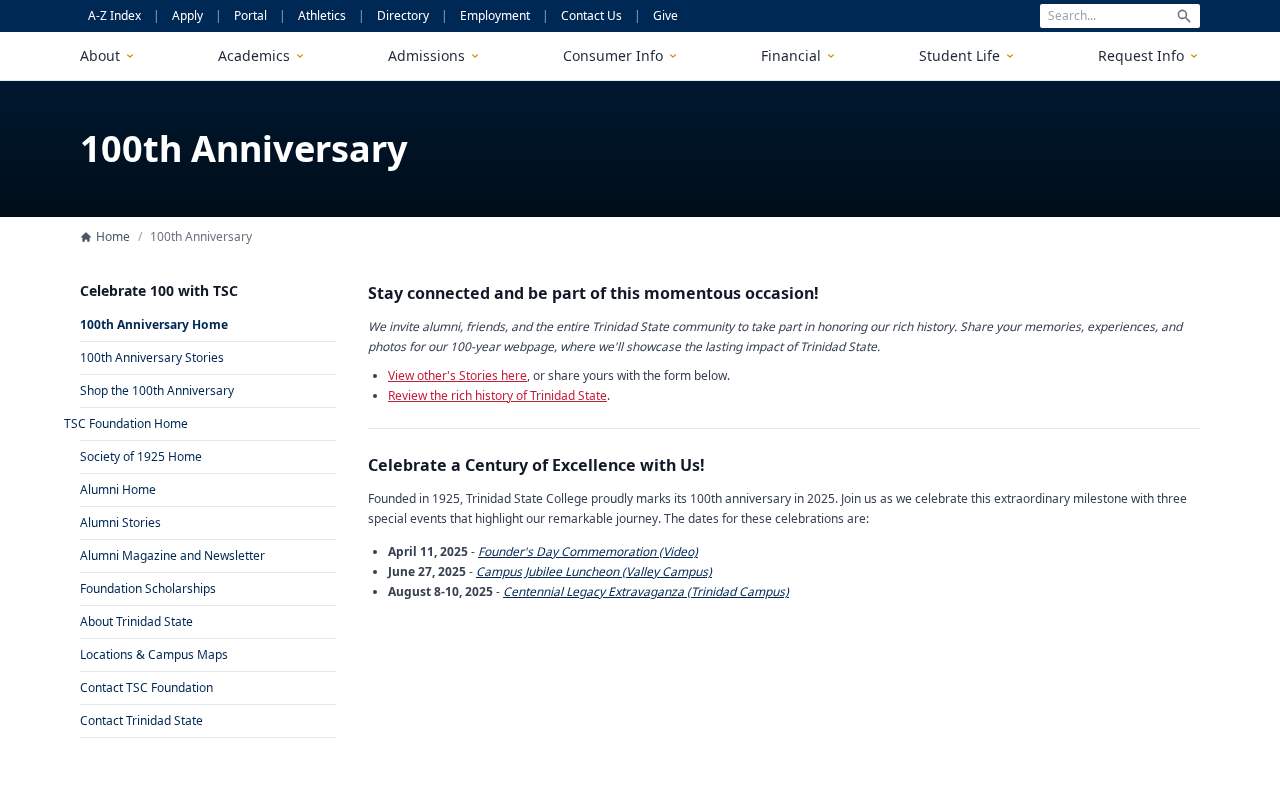 A-Z Index | Apply | Portal | Athletics | Directory | Employment | Contact Us | Give
Search...
About Academics Admissions Consumer Info Financial Student Life Request Info
100th Anniversary
Home / 100th Anniversary
Celebrate 100 with TSC
100th Anniversary Home
100th Anniversary Stories
Shop the 100th Anniversary
TSC Foundation Home
Society of 1925 Home
Alumni Home
Alumni Stories
Alumni Magazine and Newsletter
Foundation Scholarships
About Trinidad State
Locations & Campus Maps
Contact TSC Foundation
Contact Trinidad State
Stay connected and be part of this momentous occasion!
We invite alumni, friends, and the entire Trinidad State community to take part in honoring our rich history. Share your memories, experiences, and
photos for our 100-year webpage, where we'll showcase the lasting impact of Trinidad State.
• View other's Stories here, or share yours with the form below.
• Review the rich history of Trinidad State.
Celebrate a Century of Excellence with Us!
Founded in 1925, Trinidad State College proudly marks its 100th anniversary in 2025. Join us as we celebrate this extraordinary milestone with three
special events that highlight our remarkable journey. The dates for these celebrations are:
• April 11, 2025 - Founder's Day Commemoration (Video)
• June 27, 2025 - Campus Jubilee Luncheon (Valley Campus)
• August 8-10, 2025 - Centennial Legacy Extravaganza (Trinidad Campus)